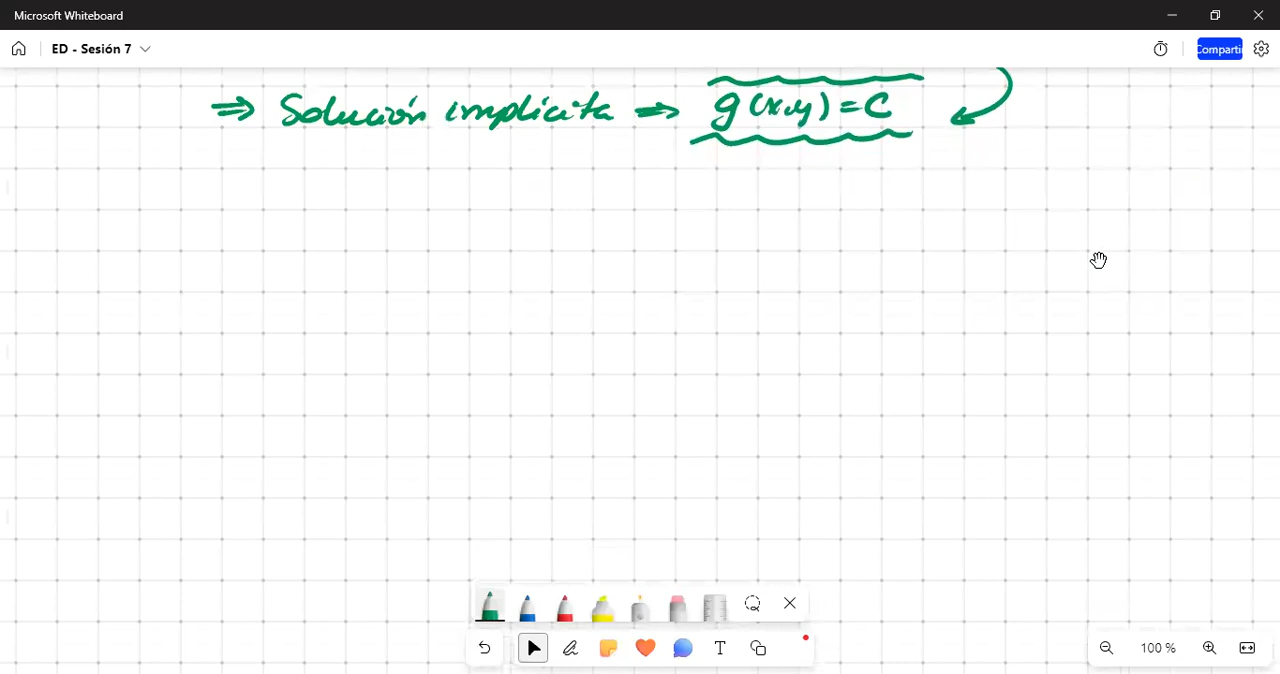 Microsoft Whiteboard
ED - Sesión 7
Comparti
⇒ Solución implícita ⇒ g(x,y)=C
T
100 %